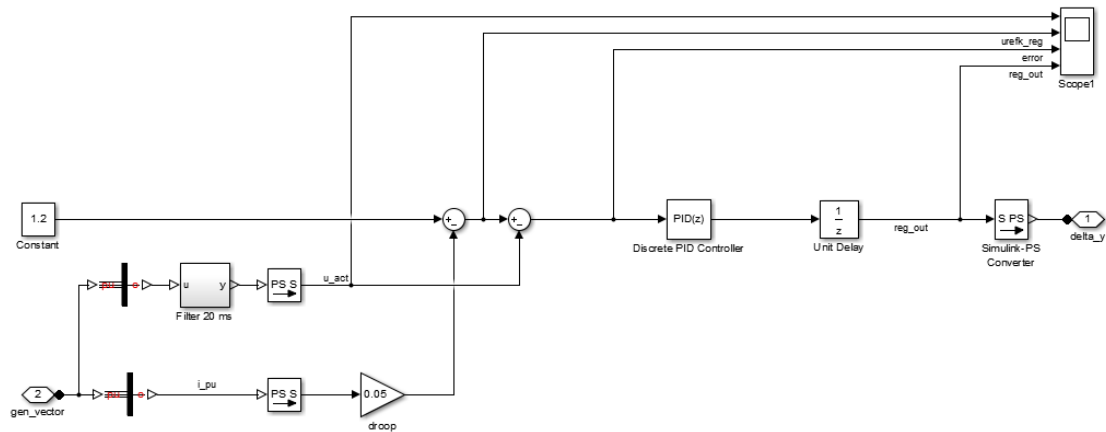 urefk_reg
error
reg_out
Scope1
1.2
Constant
+
−
+
−
PID(z)
Discrete PID Controller
1
z
Unit Delay
reg_out
S PS
Simulink-PS
Converter
1
delta_y
u
y
Filter 20 ms
PS S
u_act
2
gen_vector
i_pu
PS S
0.05
droop